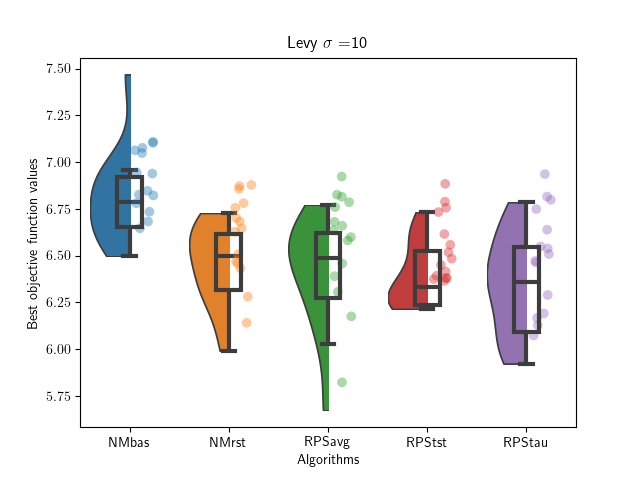 Levy σ =10
Best objective function values
7.50
7.25
7.00
6.75
6.50
6.25
6.00
5.75
NMbas NMrst RPSavg RPStst RPStau
Algorithms